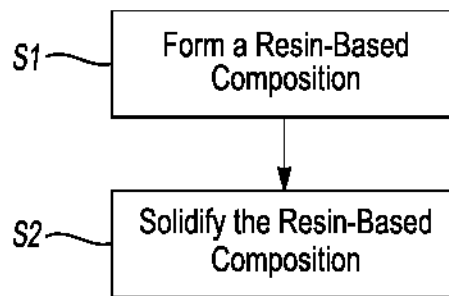 S1
Form a Resin-Based
Composition
S2
Solidify the Resin-Based
Composition